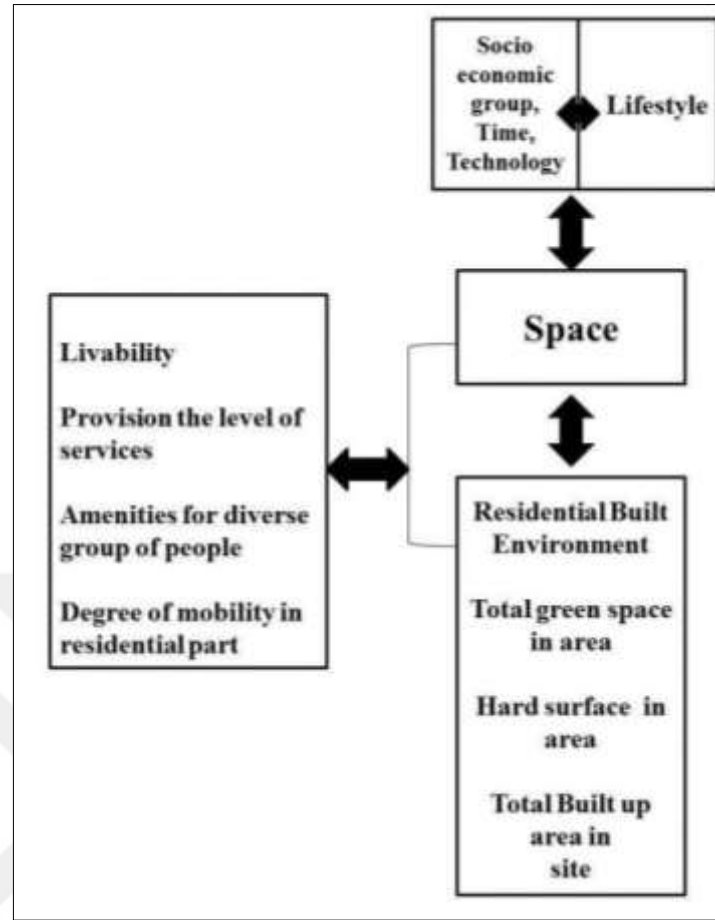 Socio
economic
group,
Time,
Technology
Lifestyle
Space
Livability
Provision the level of
services
Amenities for diverse
group of people
Degree of mobility in
residential part
Residential Built
Environment
Total green space
in area
Hard surface in
area
Total Built up
area in
site